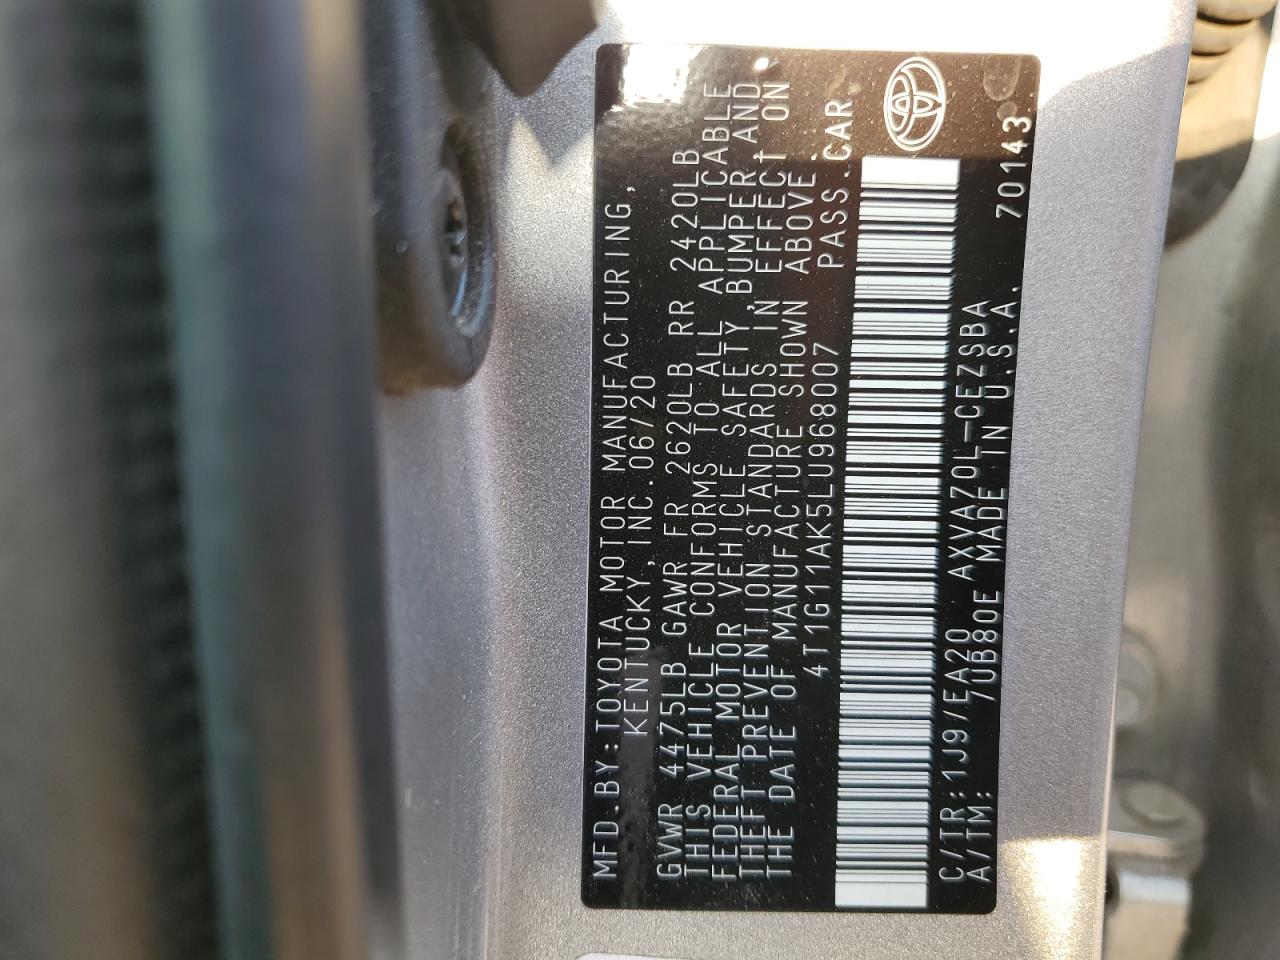 MFD.BY:TOYOTA MOTOR MANUFACTURING,
KENTUCKY,INC.06/20
GVWR 4475LB GAWR FR 2620LB RR 2420LB
THIS VEHICLE CONFORMS TO ALL APPLICABLE
FEDERAL MOTOR VEHICLE SAFETY,BUMPER,AND
THEFT PREVENTION STANDARDS IN EFFECT ON
THE DATE OF MANUFACTURE SHOWN ABOVE.
4T1G11AK5LU968007 PASS.CAR
C/TR:1J9/EA20 AXVA70L-CEZSBA
A/TM: /UB80E MADE IN U.S.A. 70143